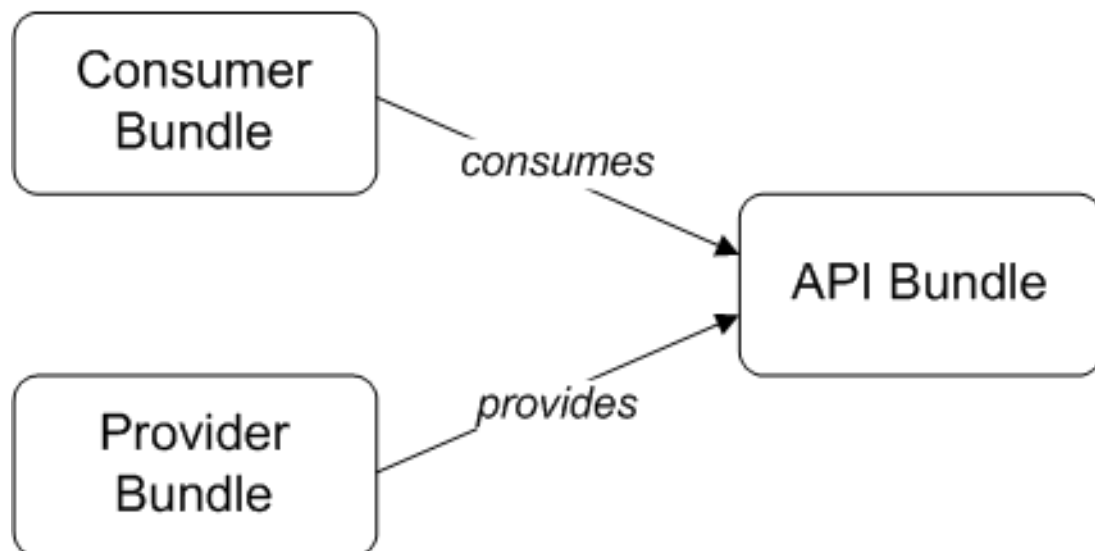 Consumer
Bundle
consumes
API Bundle
provides
Provider
Bundle